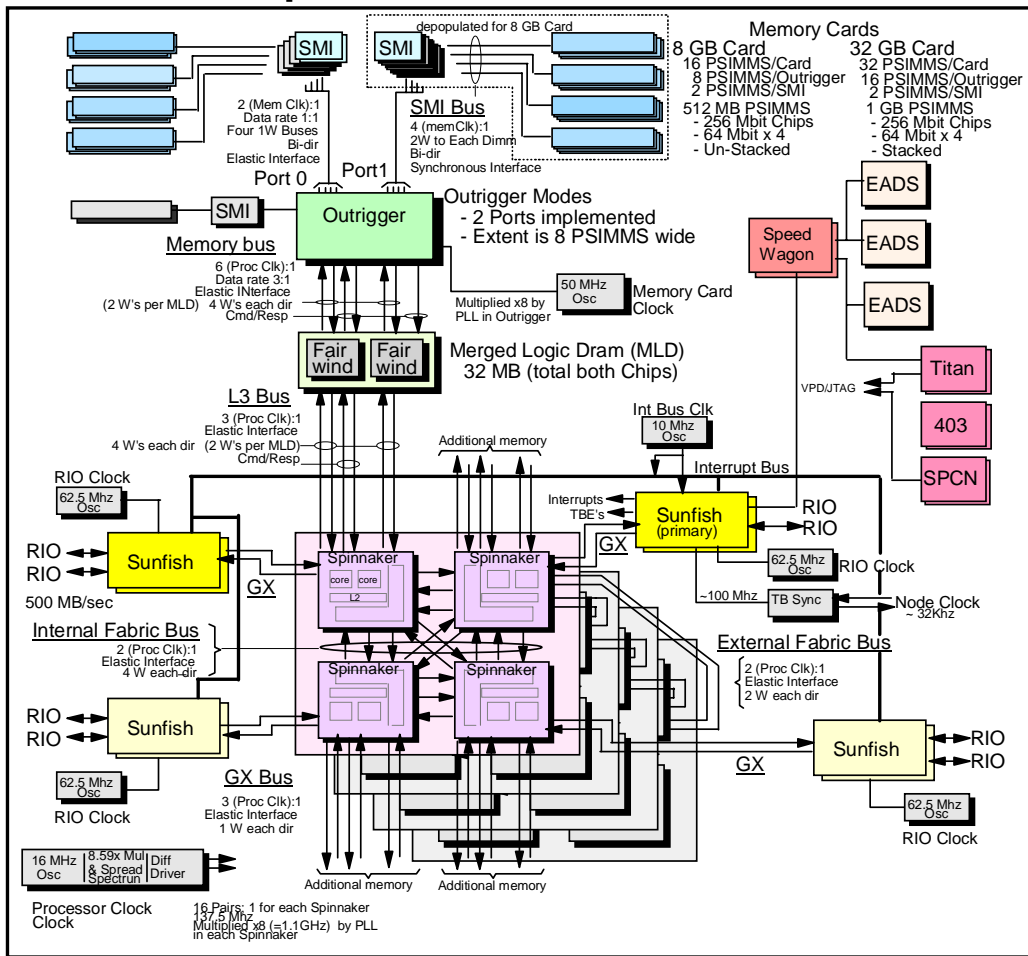 depopulated for 8 GB Card
SMI
SMI
Memory Cards
8 GB Card
16 PSIMMS/Card
8 PSIMMS/Outrigger
2 PSIMMS/SMI
512 MB PSIMMS
- 256 Mbit Chips
- 64 Mbit x 4
- Un-Stacked
32 GB Card
32 PSIMMS/Card
16 PSIMMS/Outrigger
2 PSIMMS/SMI
1 GB PSIMMS
- 256 Mbit Chips
- 64 Mbit x 4
- Stacked
2 (Mem Clk):1
Data rate 1:1
Four 1W Buses
Bi-dir
Elastic Interface
SMI Bus
4 (memClk):1
2W to Each Dimm
Bi-dir
Synchronous Interface
Port 0
Port1
SMI
Outrigger
Outrigger Modes
- 2 Ports implemented
- Extent is 8 PSIMMS wide
Speed
Wagon
EADS
EADS
EADS
Memory bus
6 (Proc Clk):1
Data rate 3:1
Elastic INterface
(2 W's per MLD) 4 W's each dir
Cmd/Resp
Multiplied x8 by
PLL in Outrigger
50 MHz
Osc
Memory Card
Clock
Fair
wind
Fair
wind
Merged Logic Dram (MLD)
32 MB (total both Chips)
Titan
VPD/JTAG
403
SPCN
L3 Bus
3 (Proc Clk):1
Elastic Interface
4 W's each dir (2 W's per MLD)
Cmd/Resp
Additional memory
Int Bus Clk
10 Mhz
Osc
Interrupt Bus
RIO Clock
62.5 Mhz
Osc
Interrupts
TBE's
Sunfish
(primary)
RIO
RIO
RIO
RIO
Sunfish
GX
500 MB/sec
GX
62.5 Mhz
Osc
RIO Clock
~100 Mhz
TB Sync
Node Clock
~ 32Khz
Spinnaker
core
core
L2
Spinnaker
Internal Fabric Bus
2 (Proc Clk):1
Elastic Interface
4 W each dir
Spinnaker
Spinnaker
External Fabric Bus
2 (Proc Clk):1
Elastic Interface
2 W each dir
RIO
RIO
Sunfish
62.5 Mhz
Osc
RIO Clock
GX Bus
3 (Proc Clk):1
Elastic Interface
1 W each dir
GX
Sunfish
RIO
RIO
62.5 Mhz
Osc
RIO Clock
16 MHz
Osc
8.59x Mul
& Spread
Spectrun
Diff
Driver
Additional memory
Additional memory
Processor Clock
Clock
16 Pairs: 1 for each Spinnaker
137.5 Mhz
Multiplied x8 (=1.1GHz) by PLL
in each Spinnaker